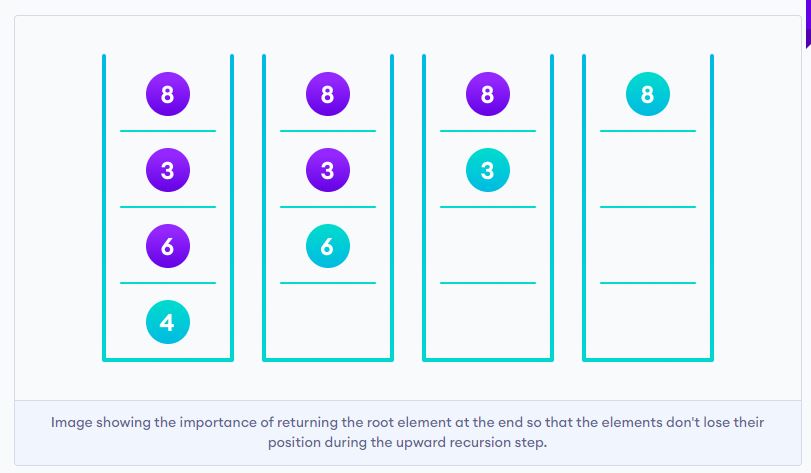 8 8 8 8
3 3 3
6 6
4
Image showing the importance of returning the root element at the end so that the elements don't lose their
position during the upward recursion step.